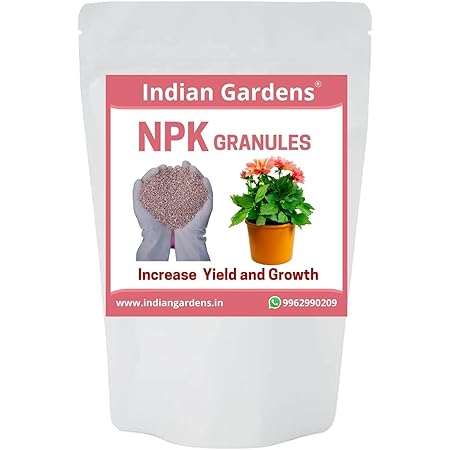 Indian Gardens®
NPK GRANULES
Increase Yield and Growth
www.indiangardens.in
9962990209